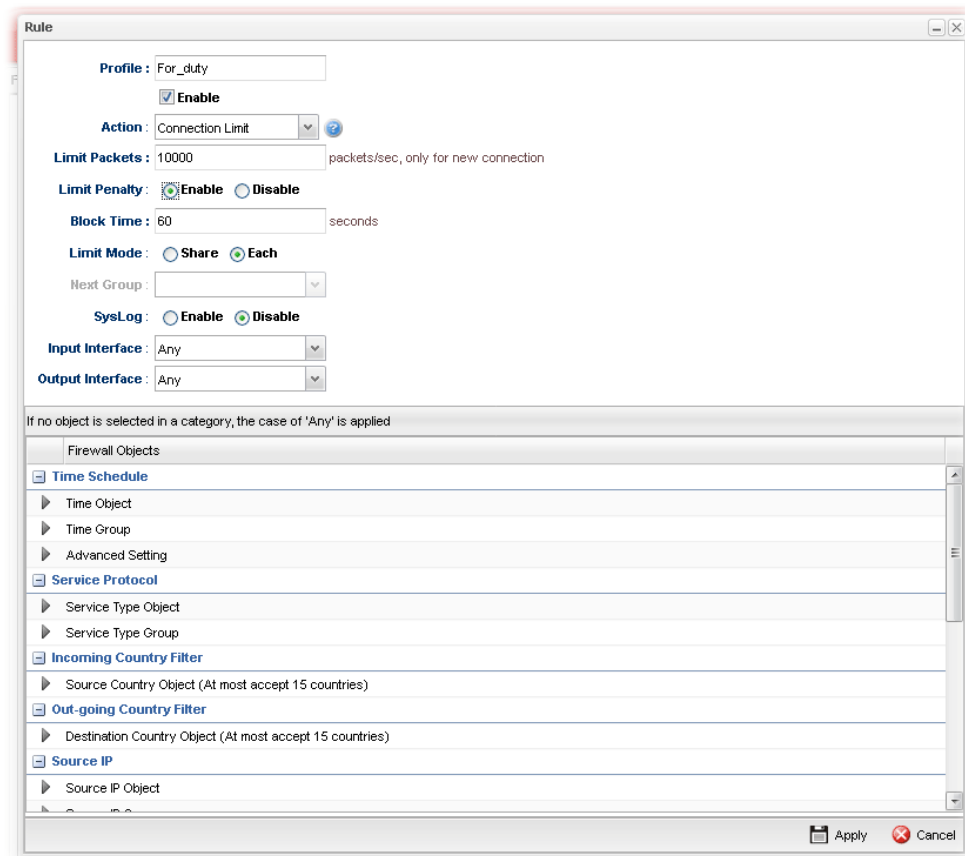 Rule
Profile : For_duty
Enable
Action : Connection Limit
Limit Packets : 10000 packets/sec, only for new connection
Limit Penalty : Enable Disable
Block Time : 60 seconds
Limit Mode : Share Each
Next Group :
SysLog : Enable Disable
Input Interface : Any
Output Interface : Any
If no object is selected in a category, the case of 'Any' is applied
Firewall Objects
Time Schedule
Time Object
Time Group
Advanced Setting
Service Protocol
Service Type Object
Service Type Group
Incoming Country Filter
Source Country Object (At most accept 15 countries)
Out-going Country Filter
Destination Country Object (At most accept 15 countries)
Source IP
Source IP Object
Apply Cancel